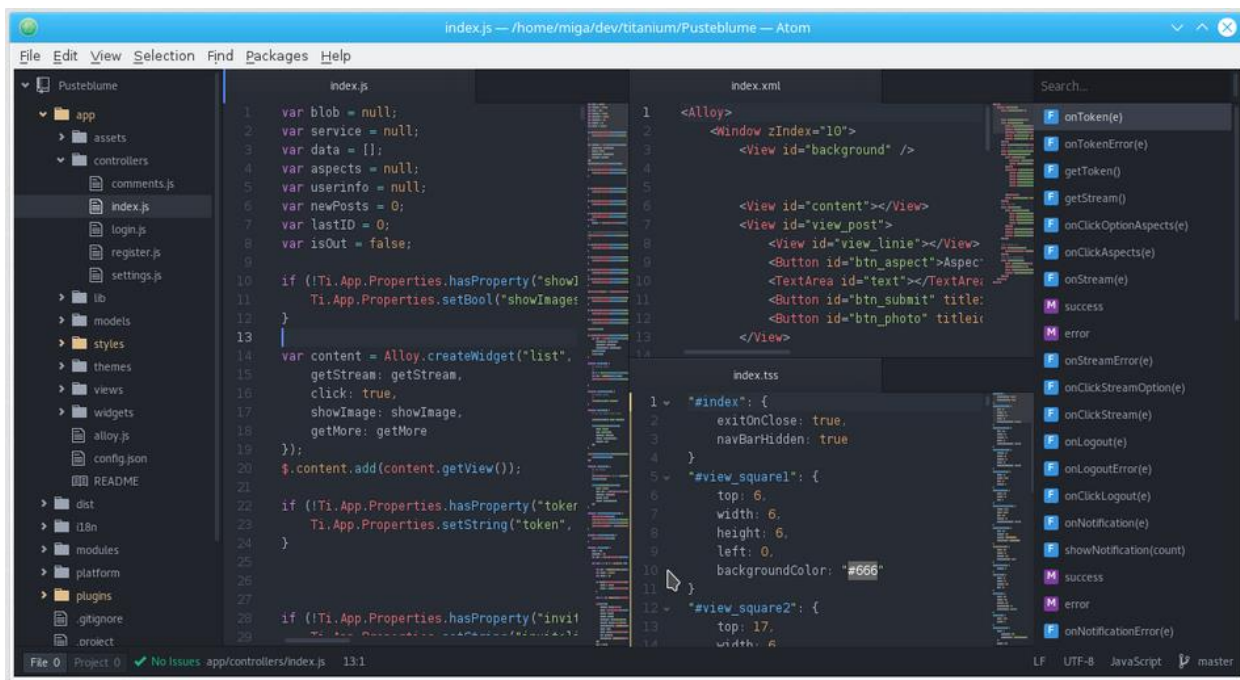 index.js — /home/miga/dev/titanium/Pusteblume — Atom
File Edit View Selection Find Packages Help
Pusteblume
app
assets
controllers
comments.js
index.js
login.js
register.js
settings.js
lib
models
styles
themes
views
widgets
alloy.js
config.json
README
dist
i18n
modules
platform
plugins
.gitignore
.project
index.js
1 var blob = null;
2 var service = null;
3 var data = [];
4 var aspects = null;
5 var userinfo = null;
6 var newPosts = 0;
7 var lastID = 0;
8 var isOut = false;
9
10 if (!Ti.App.Properties.hasProperty("showI
11 Ti.App.Properties.setBool("showImages
12 }
13
14 var content = Alloy.createWidget("list",
15 getStream: getStream,
16 click: true,
17 showImage: showImage,
18 getMore: getMore
19 });
20 $.content.add(content.getView());
21
22 if (!Ti.App.Properties.hasProperty("token
23 Ti.App.Properties.setString("token",
24 }
25
26
27
28 if (!Ti.App.Properties.hasProperty("invit
29
index.xml
1 <Alloy>
2 <Window zIndex="10">
3 <View id="background" />
4
5
6 <View id="content"></View>
7 <View id="view_post">
8 <View id="view_linie"></View>
9 <Button id="btn_aspect">Aspec
10 <TextArea id="text"></TextArea
11 <Button id="btn_submit" title
12 <Button id="btn_photo" titleid
13 </View>
14
index.tss
1 "#index": {
2 exitOnClose: true,
3 navBarHidden: true
4 }
5 "#view_square1": {
6 top: 6,
7 width: 6,
8 height: 6,
9 left: 0,
10 backgroundColor: "#666"
11 }
12 "#view_square2": {
13 top: 17,
14 width: 6
Search...
F onToken(e)
F onTokenError(e)
F getToken()
F getStream()
F onClickOptionAspects(e)
F onClickAspects(e)
F onStream(e)
M success
M error
F onStreamError(e)
F onClickStreamOption(e)
F onClickStream(e)
F onLogout(e)
F onLogoutError(e)
F onClickLogout(e)
F onNotification(e)
F showNotification(count)
M success
M error
F onNotificationError(e)
File 0 Project 0 No Issues app/controllers/index.js 13:1 LF UTF-8 JavaScript master